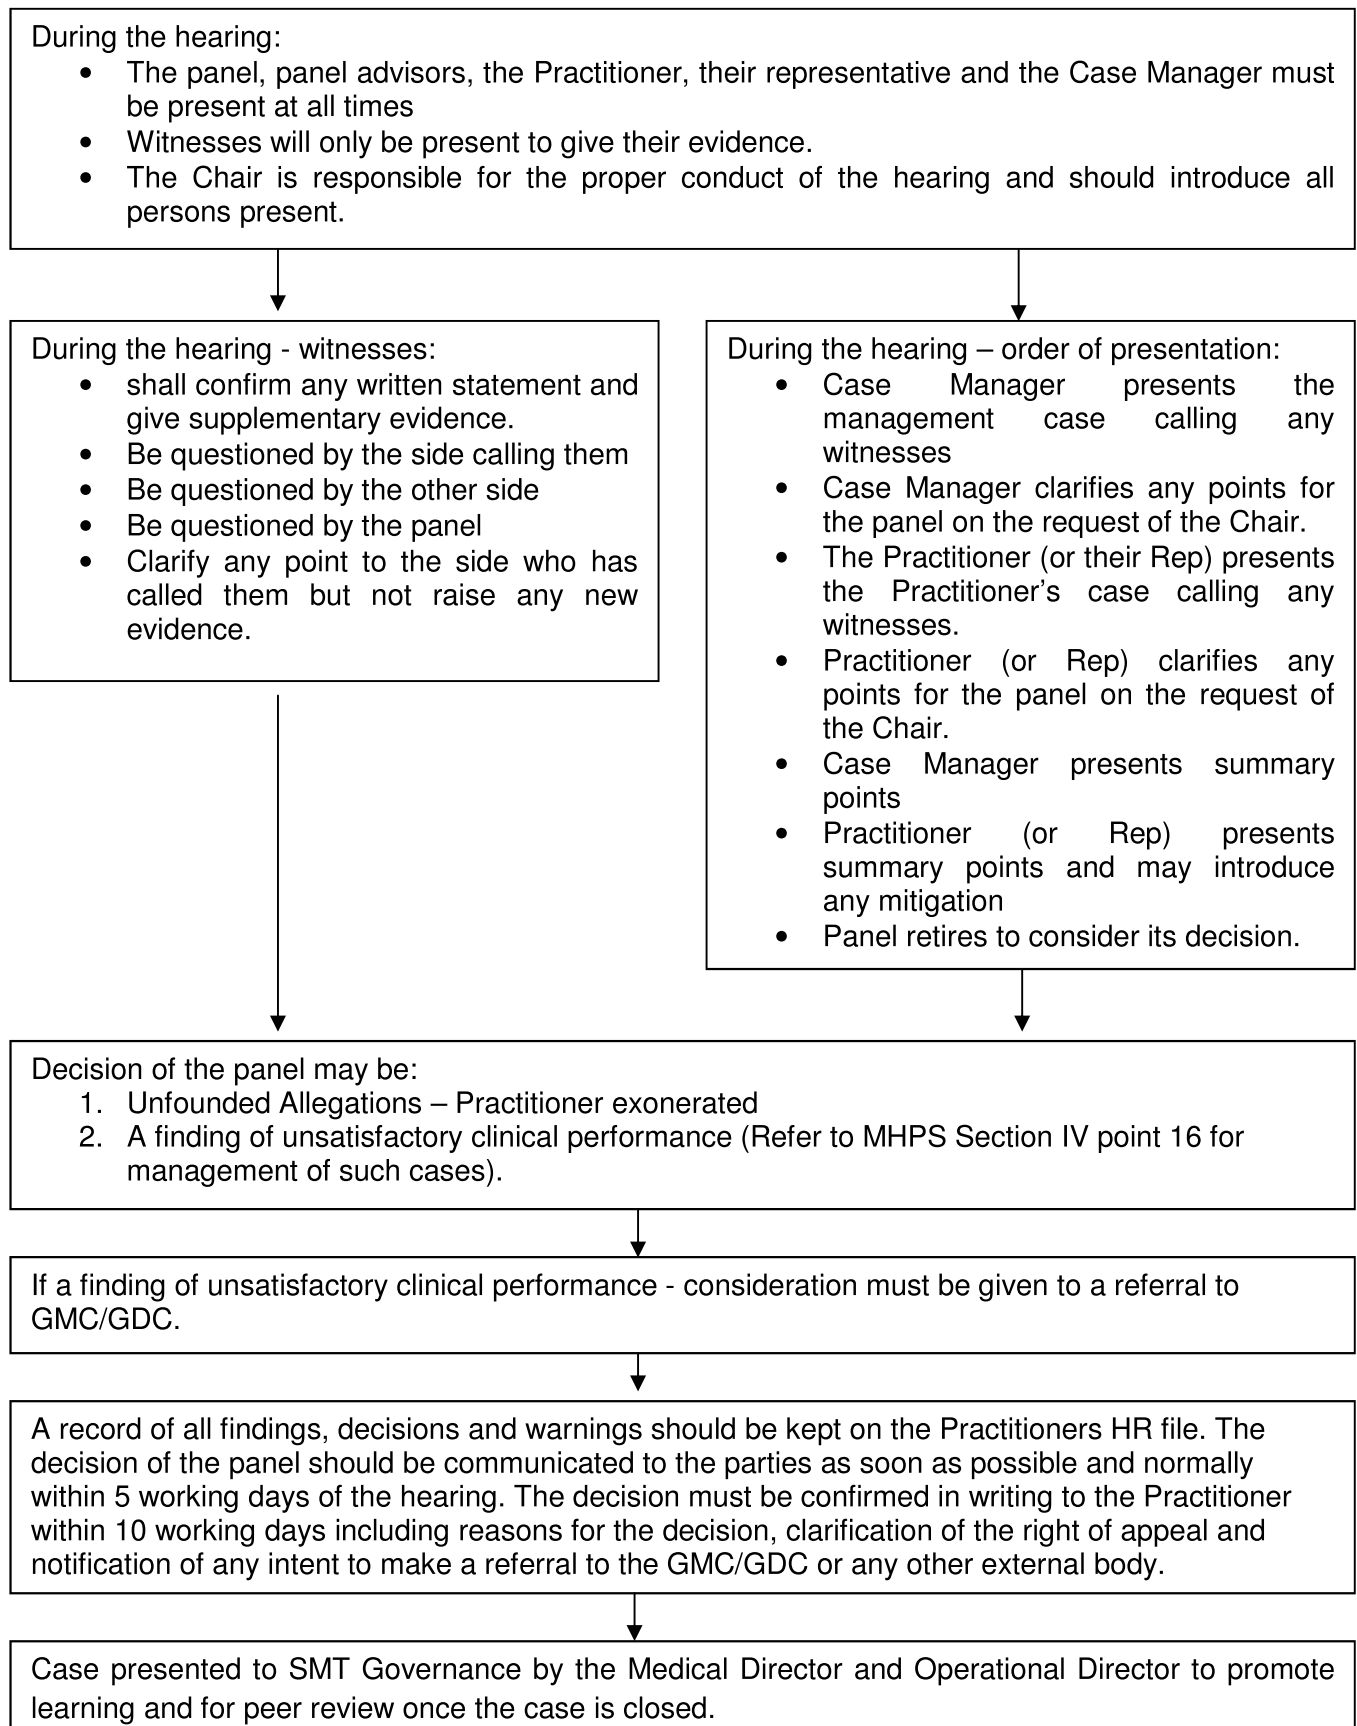 During the hearing:
• The panel, panel advisors, the Practitioner, their representative and the Case Manager must
be present at all times
• Witnesses will only be present to give their evidence.
• The Chair is responsible for the proper conduct of the hearing and should introduce all
persons present.
During the hearing - witnesses:
• shall confirm any written statement and
give supplementary evidence.
• Be questioned by the side calling them
• Be questioned by the other side
• Be questioned by the panel
• Clarify any point to the side who has
called them but not raise any new
evidence.
During the hearing – order of presentation:
• Case Manager presents the
management case calling any
witnesses
• Case Manager clarifies any points for
the panel on the request of the Chair.
• The Practitioner (or their Rep) presents
the Practitioner’s case calling any
witnesses.
• Practitioner (or Rep) clarifies any
points for the panel on the request of
the Chair.
• Case Manager presents summary
points
• Practitioner (or Rep) presents
summary points and may introduce
any mitigation
• Panel retires to consider its decision.
Decision of the panel may be:
1. Unfounded Allegations – Practitioner exonerated
2. A finding of unsatisfactory clinical performance (Refer to MHPS Section IV point 16 for
management of such cases).
If a finding of unsatisfactory clinical performance - consideration must be given to a referral to
GMC/GDC.
A record of all findings, decisions and warnings should be kept on the Practitioners HR file. The
decision of the panel should be communicated to the parties as soon as possible and normally
within 5 working days of the hearing. The decision must be confirmed in writing to the Practitioner
within 10 working days including reasons for the decision, clarification of the right of appeal and
notification of any intent to make a referral to the GMC/GDC or any other external body.
Case presented to SMT Governance by the Medical Director and Operational Director to promote
learning and for peer review once the case is closed.